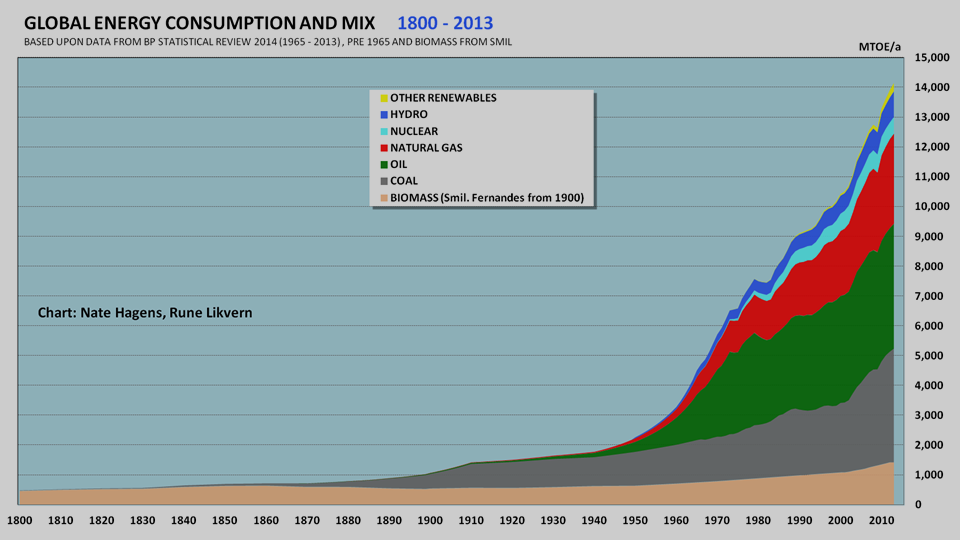 GLOBAL ENERGY CONSUMPTION AND MIX 1800 - 2013
BASED UPON DATA FROM BP STATISTICAL REVIEW 2014 (1965 - 2013) , PRE 1965 AND BIOMASS FROM SMIL
MTOE/a
OTHER RENEWABLES
HYDRO
NUCLEAR
NATURAL GAS
OIL
COAL
BIOMASS (Smil. Fernandes from 1900)
Chart: Nate Hagens, Rune Likvern
15,000
14,000
13,000
12,000
11,000
10,000
9,000
8,000
7,000
6,000
5,000
4,000
3,000
2,000
1,000
0
1800 1810 1820 1830 1840 1850 1860 1870 1880 1890 1900 1910 1920 1930 1940 1950 1960 1970 1980 1990 2000 2010